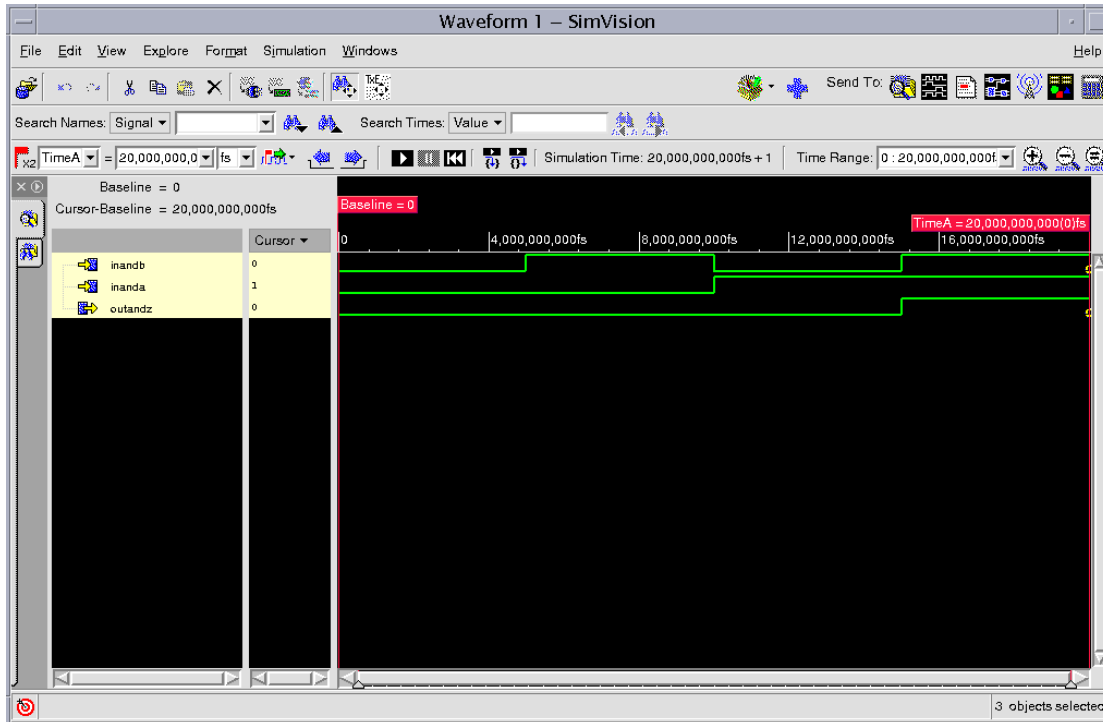 Waveform 1 – SimVision
File Edit View Explore Format Simulation Windows Help
TxE Send To:
Search Names: Signal Search Times: Value
x2 TimeA = 20,000,000,0 fs Simulation Time: 20,000,000,000fs + 1 Time Range: 0 : 20,000,000,000f
Baseline = 0
Cursor-Baseline = 20,000,000,000fs
Baseline = 0
TimeA = 20,000,000,000(0)fs
Cursor
0 4,000,000,000fs 8,000,000,000fs 12,000,000,000fs 16,000,000,000fs
inandb 0
inanda 1
outandz 0
3 objects selected